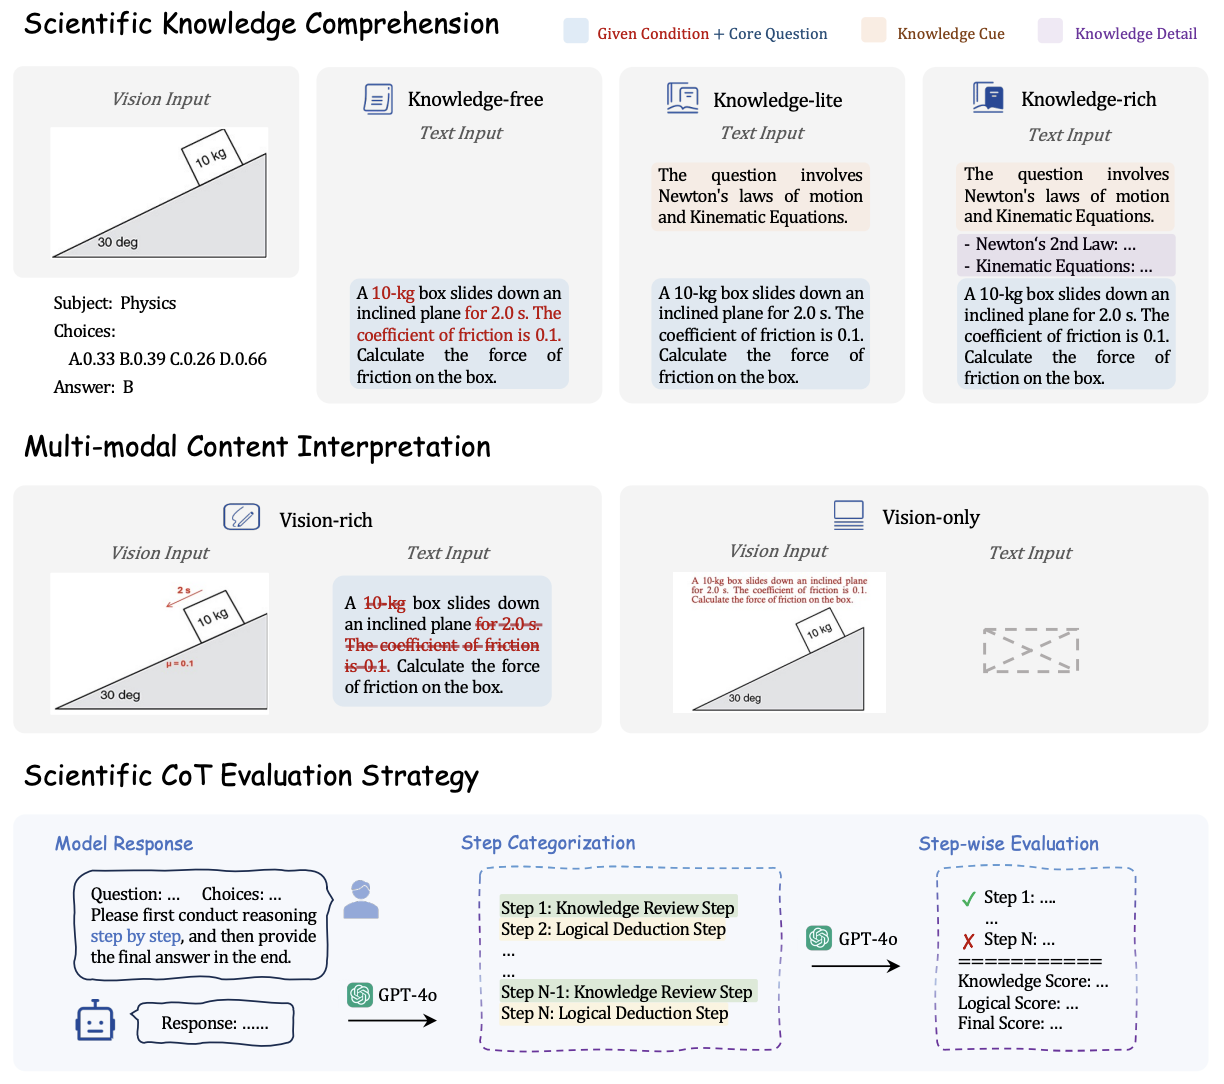 Scientific Knowledge Comprehension
Given Condition + Core Question
Knowledge Cue
Knowledge Detail
Vision Input
10 kg
30 deg
Subject: Physics
Choices:
A.0.33 B.0.39 C.0.26 D.0.66
Answer: B
Knowledge-free
Text Input
A 10-kg box slides down an
inclined plane for 2.0 s. The
coefficient of friction is 0.1.
Calculate the force of
friction on the box.
Knowledge-lite
Text Input
The question involves
Newton's laws of motion
and Kinematic Equations.
A 10-kg box slides down an
inclined plane for 2.0 s. The
coefficient of friction is 0.1.
Calculate the force of
friction on the box.
Knowledge-rich
Text Input
The question involves
Newton's laws of motion
and Kinematic Equations.
- Newton's 2nd Law: ...
- Kinematic Equations: ...
A 10-kg box slides down an
inclined plane for 2.0 s. The
coefficient of friction is 0.1.
Calculate the force of
friction on the box.
Multi-modal Content Interpretation
Vision-rich
Vision Input
2 s
10 kg
μ = 0.1
30 deg
Text Input
A 10-kg box slides down
an inclined plane for 2.0 s.
The coefficient of friction
is 0.1. Calculate the force
of friction on the box.
Vision-only
Vision Input
A 10-kg box slides down an inclined plane
for 2.0 s. The coefficient of friction is 0.1.
Calculate the force of friction on the box.
10 kg
30 deg
Text Input
Scientific CoT Evaluation Strategy
Model Response
Question: ... Choices: ...
Please first conduct reasoning
step by step, and then provide
the final answer in the end.
Response: ......
GPT-4o
Step Categorization
Step 1: Knowledge Review Step
Step 2: Logical Deduction Step
...
...
Step N-1: Knowledge Review Step
Step N: Logical Deduction Step
GPT-4o
Step-wise Evaluation
✓ Step 1: ....
...
✗ Step N: ...
===========
Knowledge Score: ...
Logical Score: ...
Final Score: ...